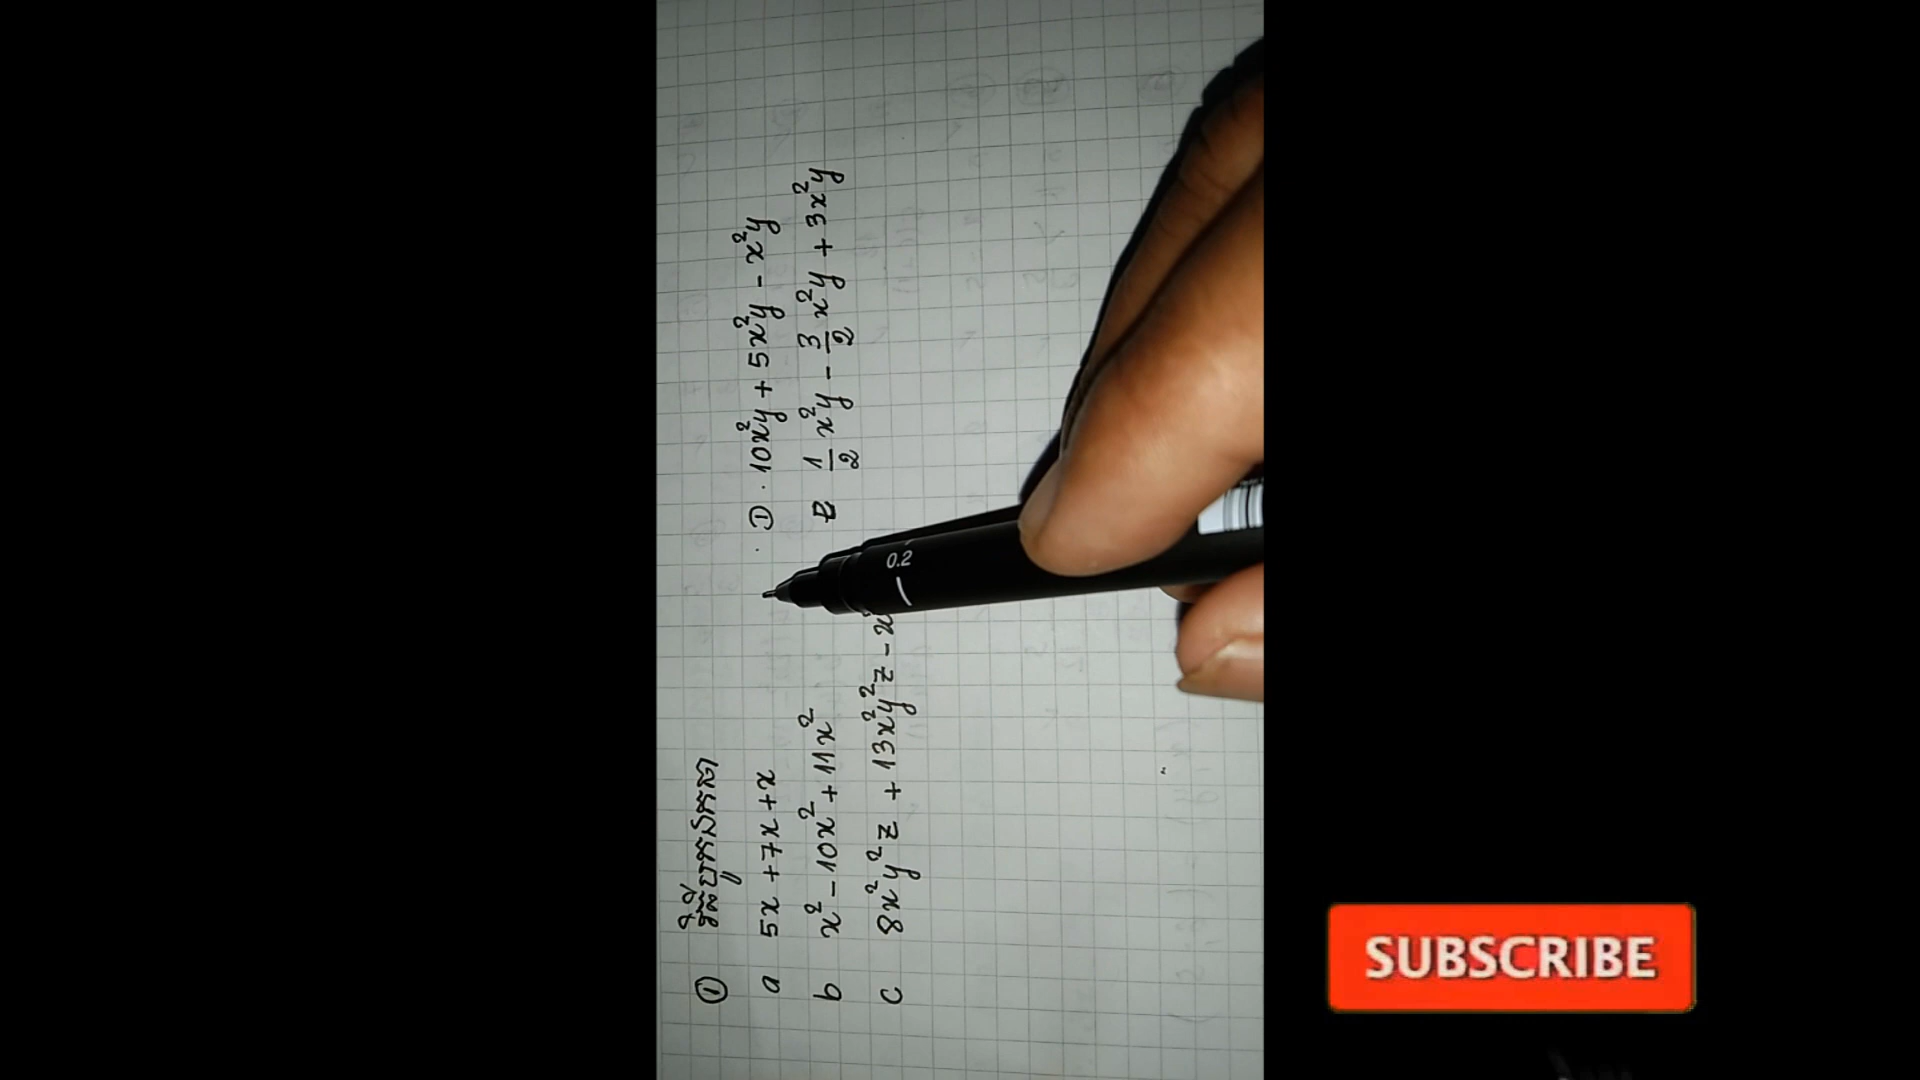 ①
a 5x + 7x + x
b x² - 10x² + 11x²
c 8x²y²z + 13x²y²z - x
D . 10x²y + 5x²y - x²y
E 1/2 x²y - 3/2 x²y + 3x²y
0.2
SUBSCRIBE